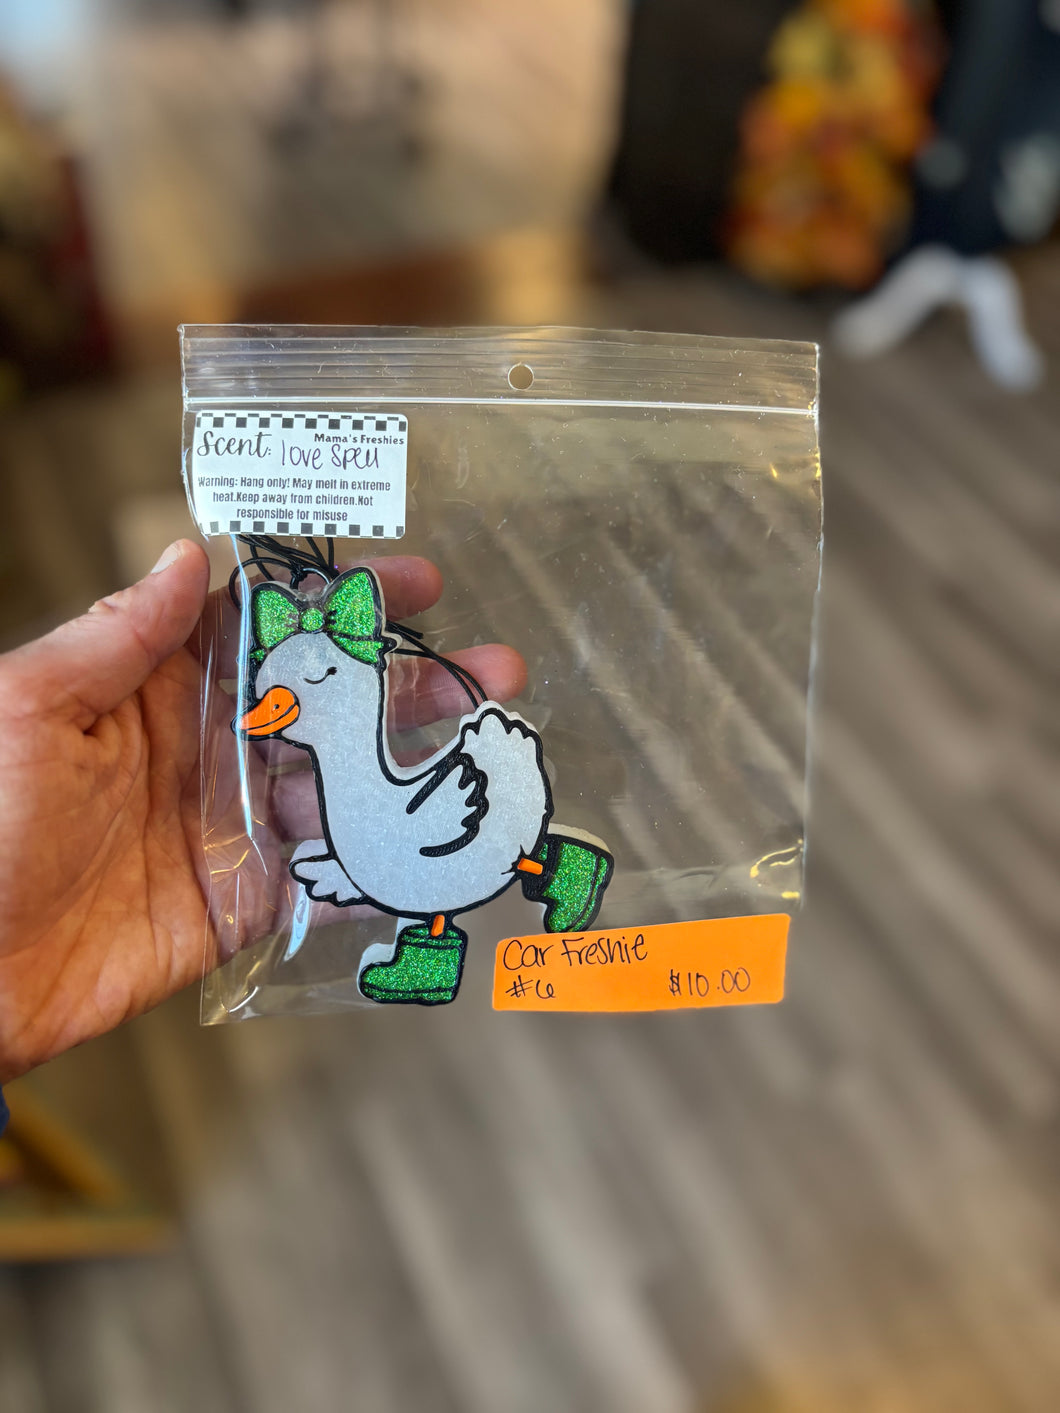 Mama's Freshies
Scent: love spell
Warning: Hang only! May melt in extreme
heat.Keep away from children.Not
responsible for misuse
Car Freshie
#6 $10.00